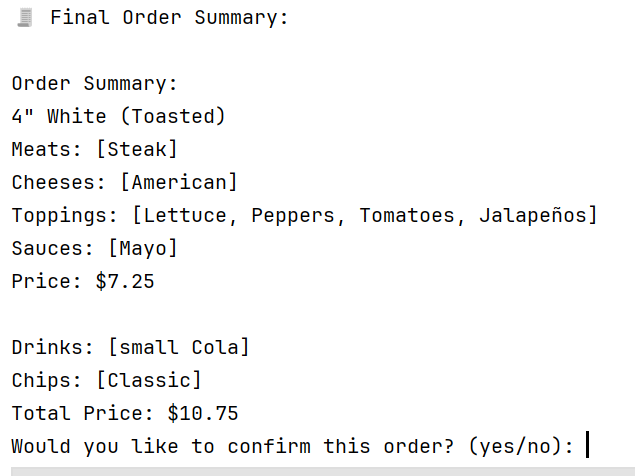 Final Order Summary:
Order Summary:
4" White (Toasted)
Meats: [Steak]
Cheeses: [American]
Toppings: [Lettuce, Peppers, Tomatoes, Jalapeños]
Sauces: [Mayo]
Price: $7.25
Drinks: [small Cola]
Chips: [Classic]
Total Price: $10.75
Would you like to confirm this order? (yes/no):